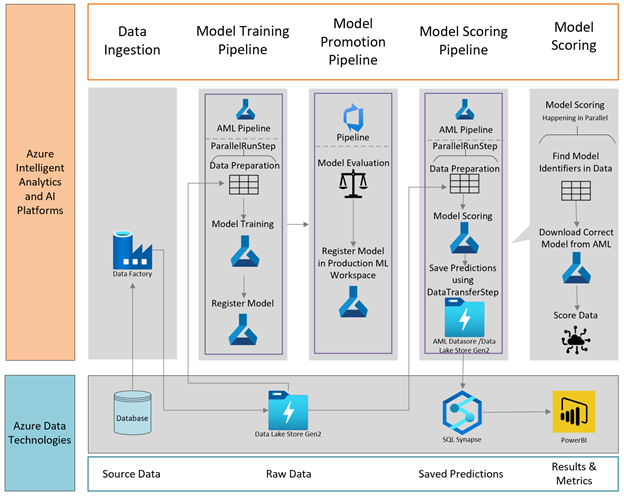 Data
Ingestion
Model Training
Pipeline
Model
Promotion
Pipeline
Model Scoring
Pipeline
Model
Scoring
Azure
Intelligent
Analytics
and AI
Platforms
Data Factory
AML Pipeline
ParallelRunStep
Data Preparation
Model Training
Register Model
Pipeline
Model Evaluation
Register Model
in Production ML
Workspace
AML Pipeline
ParallelRunStep
Data Preparation
Model Scoring
Save Predictions
using
DataTransferStep
AML Datasore /Data
Lake Store Gen2
Model Scoring
Happening in Parallel
Find Model
Identifiers in Data
Download Correct
Model from AML
Score Data
Azure Data
Technologies
Database
Data Lake Store Gen2
SQL Synapse
PowerBI
Source Data
Raw Data
Saved Predictions
Results &
Metrics